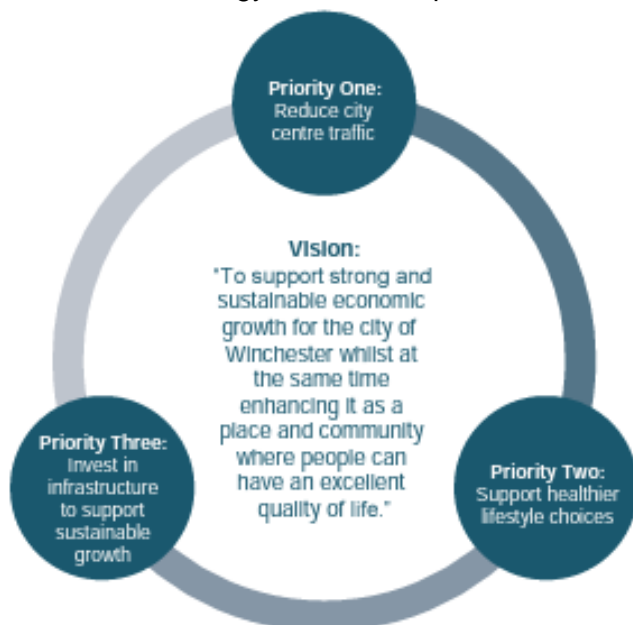 Priority One:
Reduce city
centre traffic
Vision:
"To support strong and
sustainable economic
growth for the city of
Winchester whilst at
the same time
enhancing it as a
place and community
where people can
have an excellent
quality of life."
Priority Two:
Support healthier
lifestyle choices
Priority Three:
Invest in
infrastructure
to support
sustainable
growth